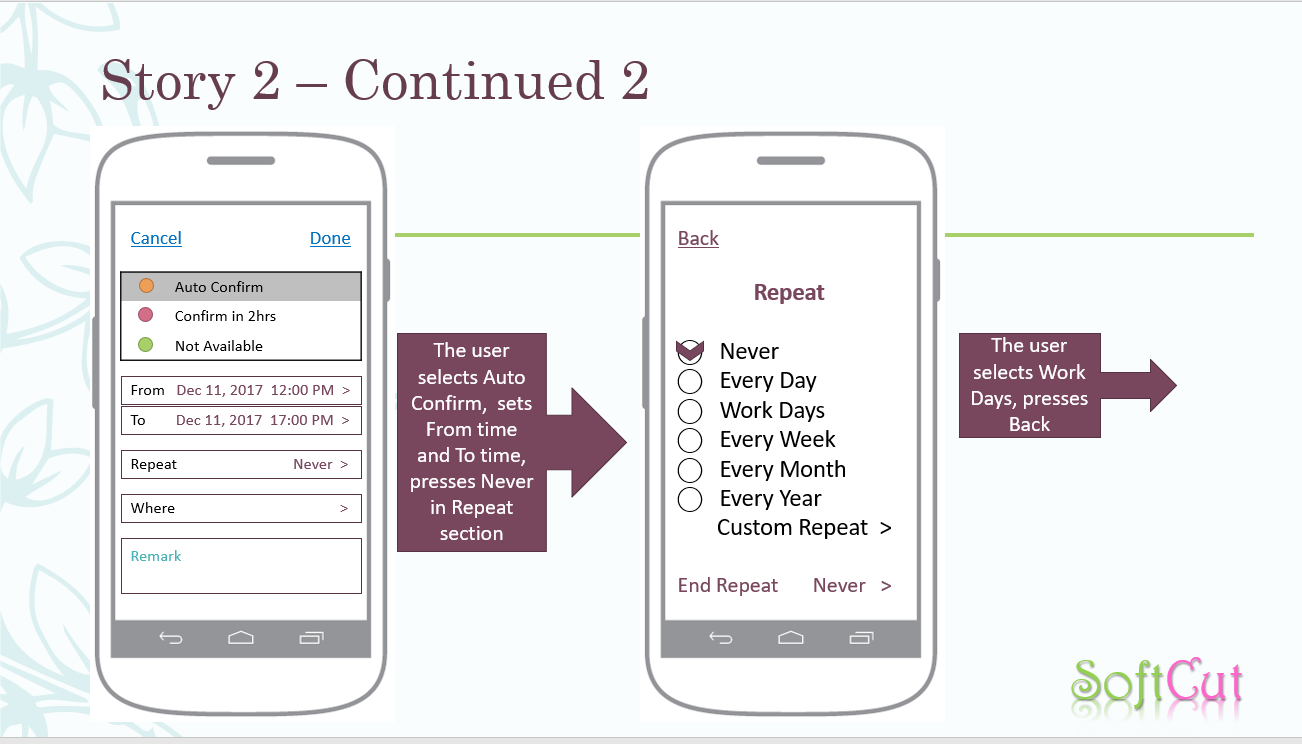 Story 2 – Continued 2
Cancel Done
Auto Confirm
Confirm in 2hrs
Not Available
From Dec 11, 2017 12:00 PM >
To Dec 11, 2017 17:00 PM >
Repeat Never >
Where >
Remark
The user
selects Auto
Confirm, sets
From time
and To time,
presses Never
in Repeat
section
Back
Repeat
Never
Every Day
Work Days
Every Week
Every Month
Every Year
Custom Repeat >
End Repeat Never >
The user
selects Work
Days, presses
Back
SoftCut